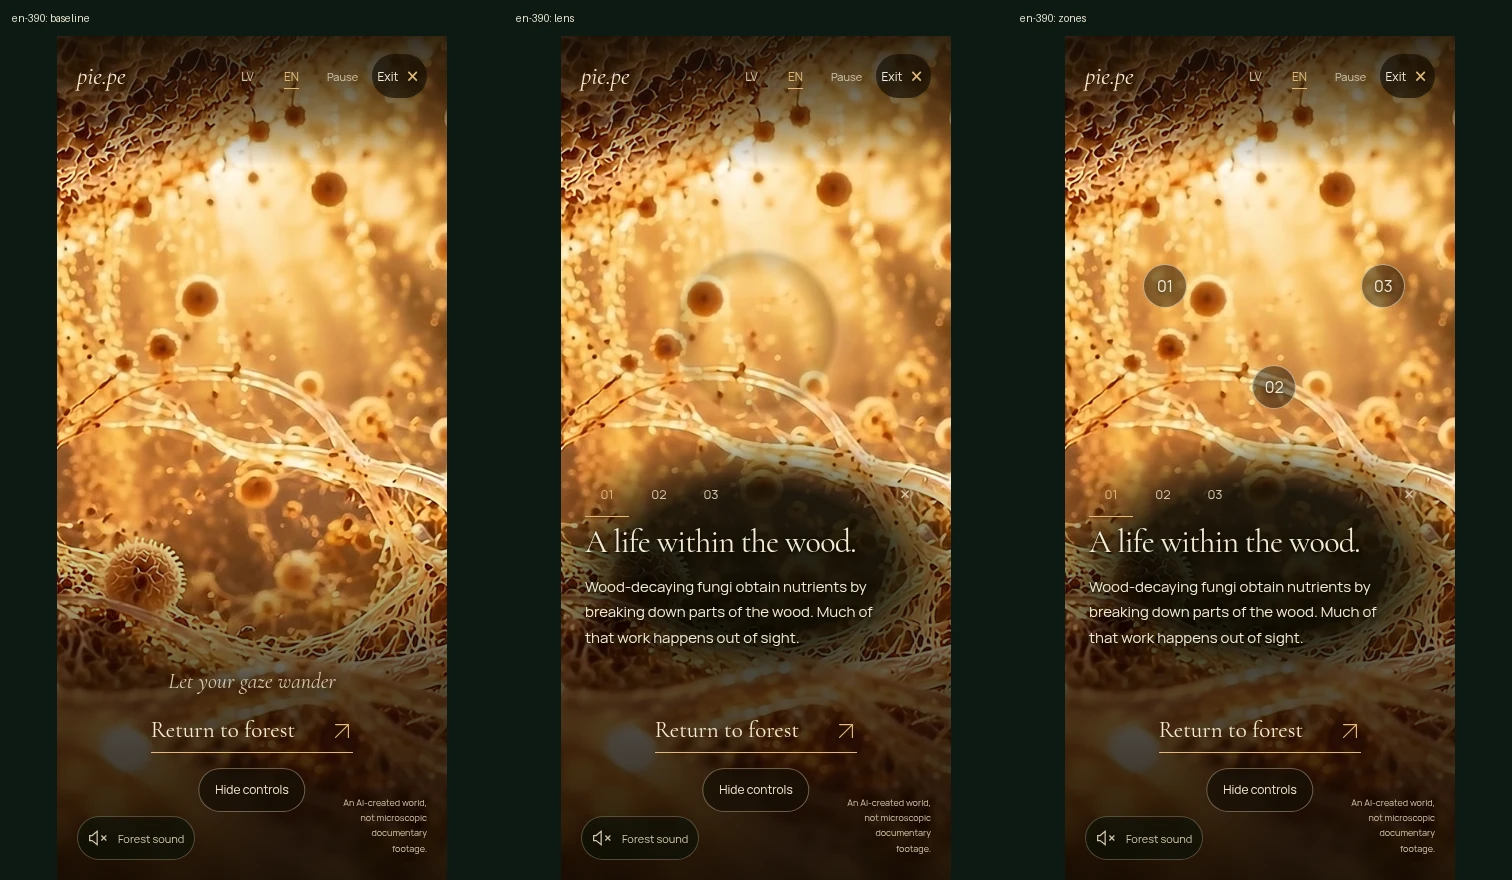 en-390: baseline
pie.pe
LV EN Pause Exit ×
Let your gaze wander
Return to forest
Hide controls
An AI-created world,
not microscopic
documentary
footage.
Forest sound
en-390: lens
pie.pe
LV EN Pause Exit ×
01 02 03 ×
A life within the wood.
Wood-decaying fungi obtain nutrients by
breaking down parts of the wood. Much of
that work happens out of sight.
Return to forest
Hide controls
An AI-created world,
not microscopic
documentary
footage.
Forest sound
en-390: zones
pie.pe
LV EN Pause Exit ×
01
03
02
01 02 03 ×
A life within the wood.
Wood-decaying fungi obtain nutrients by
breaking down parts of the wood. Much of
that work happens out of sight.
Return to forest
Hide controls
An AI-created world,
not microscopic
documentary
footage.
Forest sound